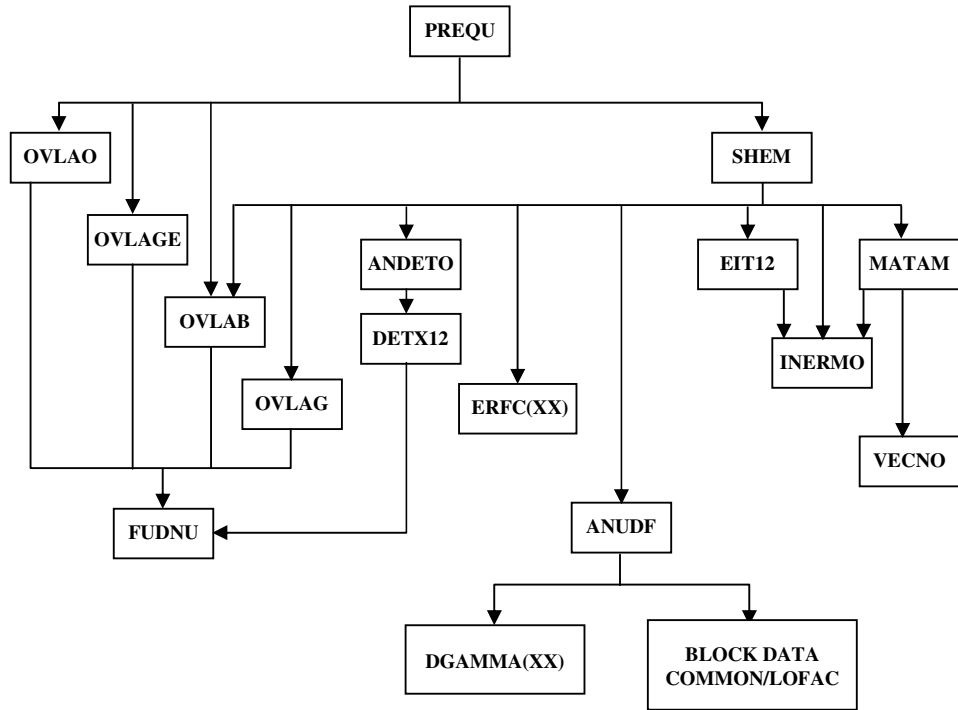 PREQU
OVLAO
SHEM
OVLAGE
ANDETO
EIT12
MATAM
OVLAB
DETX12
INERMO
OVLAG
ERFC(XX)
VECNO
FUDNU
ANUDF
DGAMMA(XX)
BLOCK DATA
COMMON/LOFAC